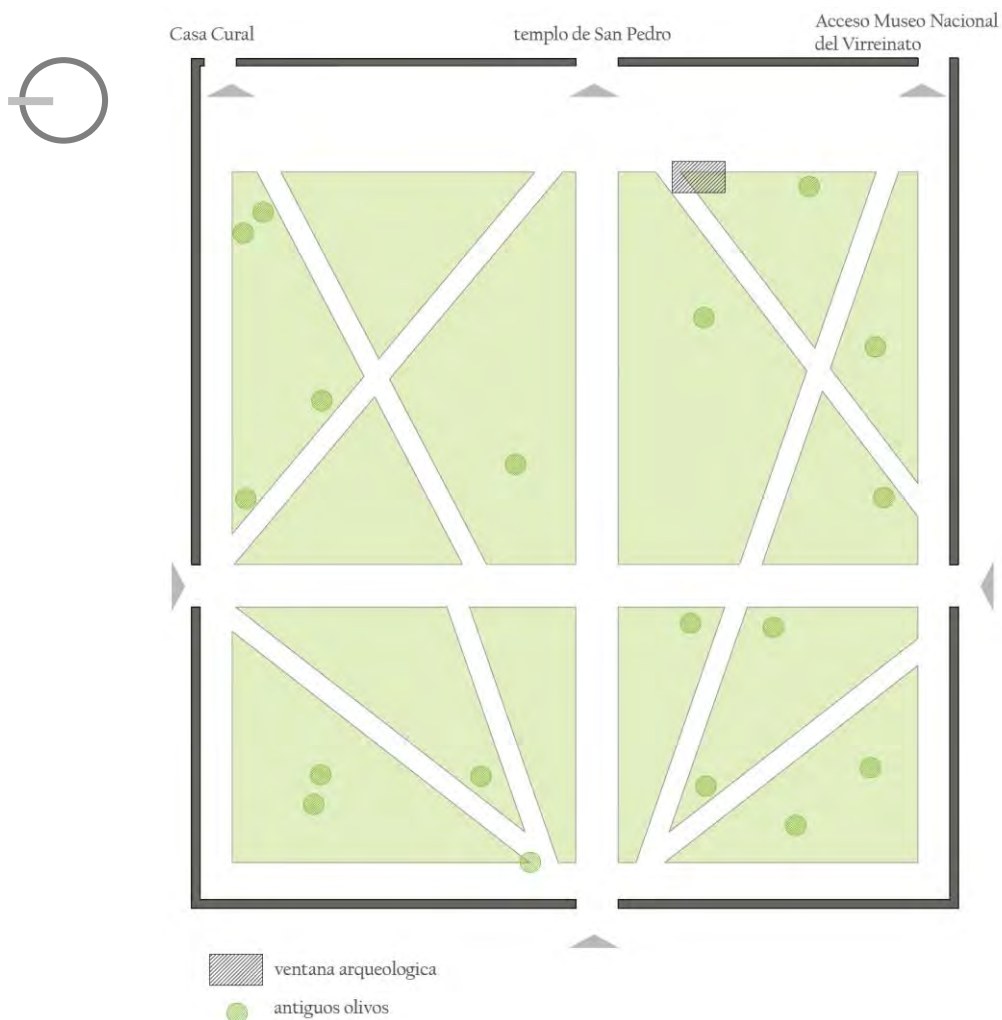 Casa Cural
templo de San Pedro
Acceso Museo Nacional
del Virreinato
ventana arqueologica
antiguos olivos